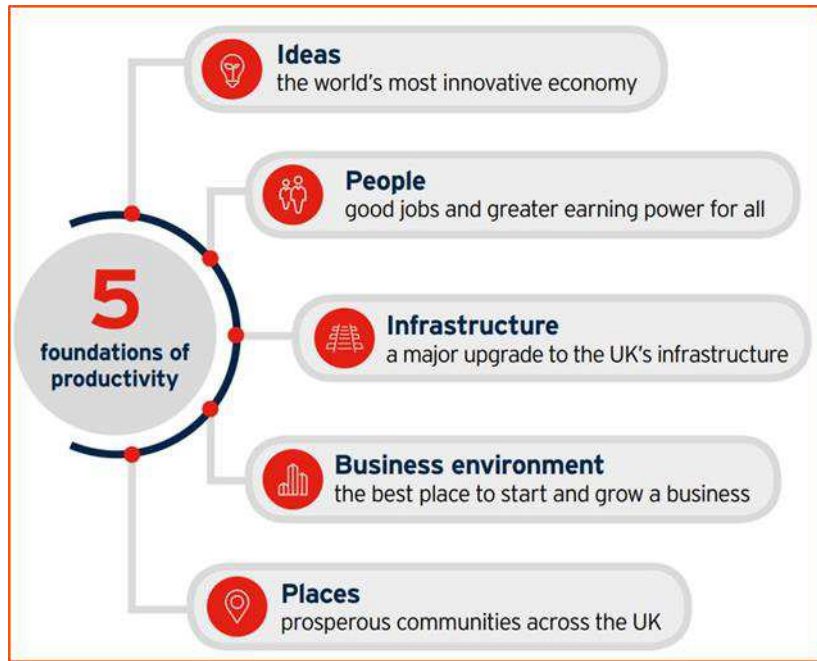 Ideas
the world's most innovative economy
People
good jobs and greater earning power for all
5
foundations of
productivity
Infrastructure
a major upgrade to the UK's infrastructure
Business environment
the best place to start and grow a business
Places
prosperous communities across the UK